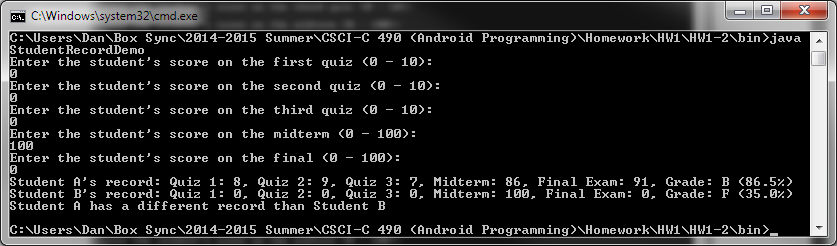 C:\Windows\system32\cmd.exe
C:\Users\Dan\Box Sync\2014-2015 Summer\CSCI-C 490 (Android Programming)\Homework\HW1\HW1-2\bin>java
StudentRecordDemo
Enter the student's score on the first quiz (0 - 10):
0
Enter the student's score on the second quiz (0 - 10):
0
Enter the student's score on the third quiz (0 - 10):
0
Enter the student's score on the midterm (0 - 100):
100
Enter the student's score on the final (0 - 100):
0
Student A's record: Quiz 1: 8, Quiz 2: 9, Quiz 3: 7, Midterm: 86, Final Exam: 91, Grade: B (86.5%)
Student B's record: Quiz 1: 0, Quiz 2: 0, Quiz 3: 0, Midterm: 100, Final Exam: 0, Grade: F (35.0%)
Student A has a different record than Student B
C:\Users\Dan\Box Sync\2014-2015 Summer\CSCI-C 490 (Android Programming)\Homework\HW1\HW1-2\bin>_